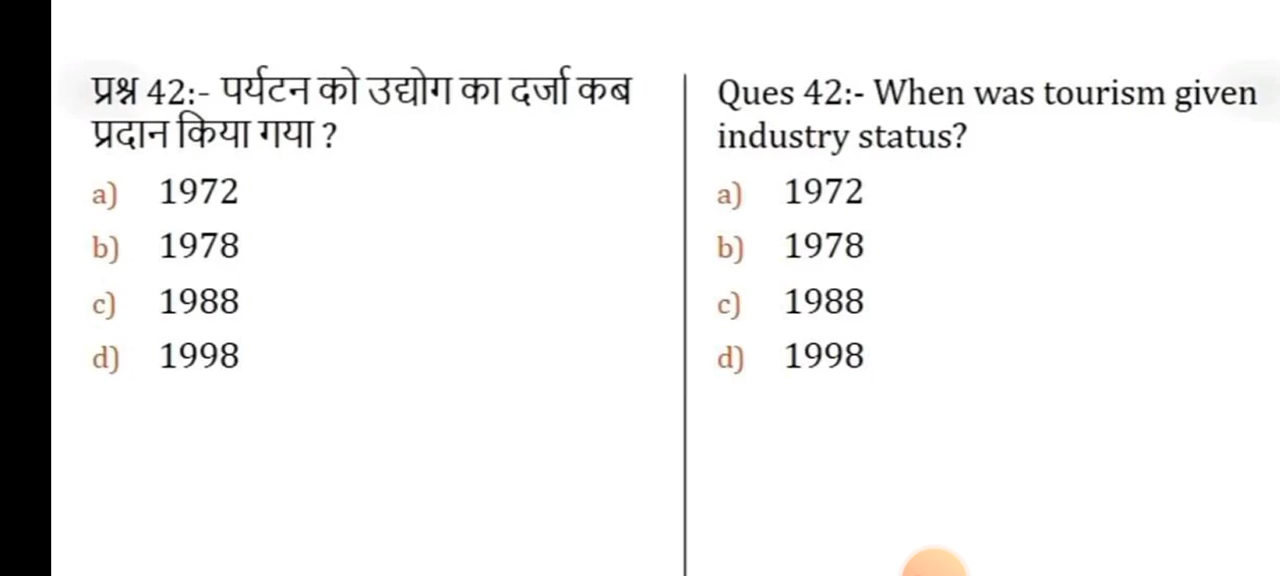 प्रश्न 42:- पर्यटन को उद्योग का दर्जा कब
प्रदान किया गया ?
a) 1972
b) 1978
c) 1988
d) 1998
Ques 42:- When was tourism given
industry status?
a) 1972
b) 1978
c) 1988
d) 1998